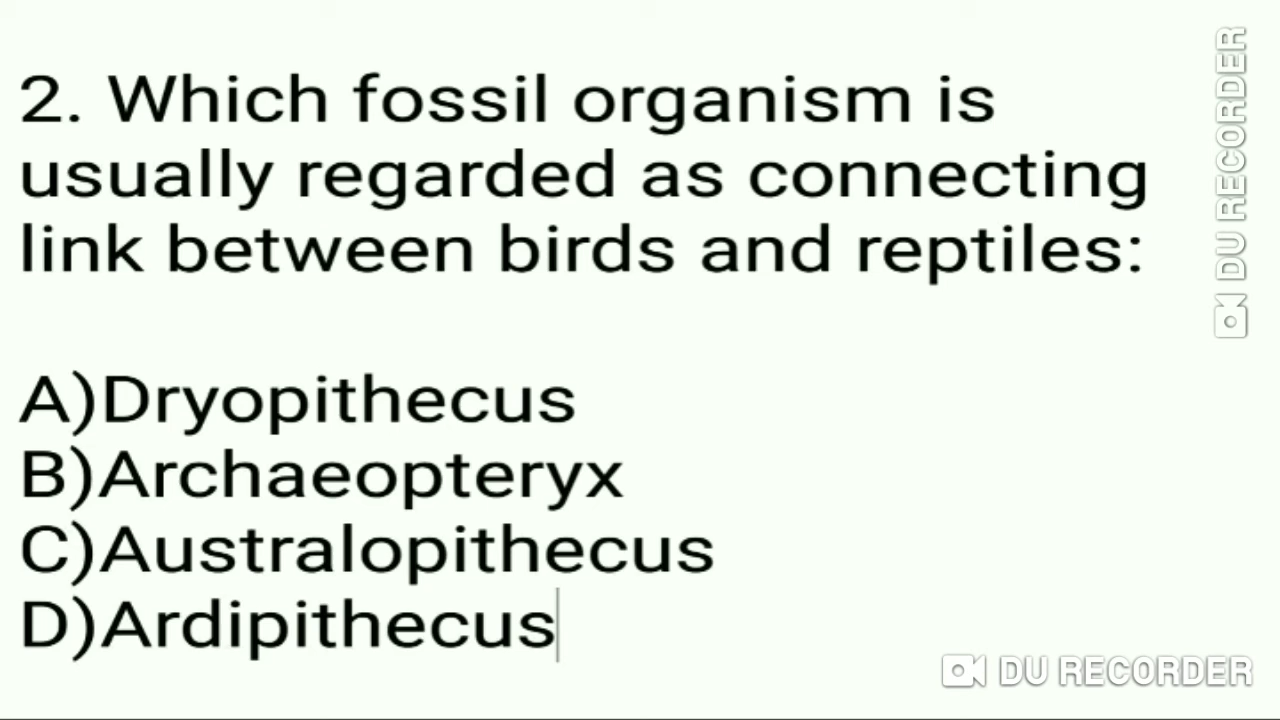 2. Which fossil organism is
usually regarded as connecting
link between birds and reptiles:
A)Dryopithecus
B)Archaeopteryx
C)Australopithecus
D)Ardipithecus
DU RECORDER
DU RECORDER